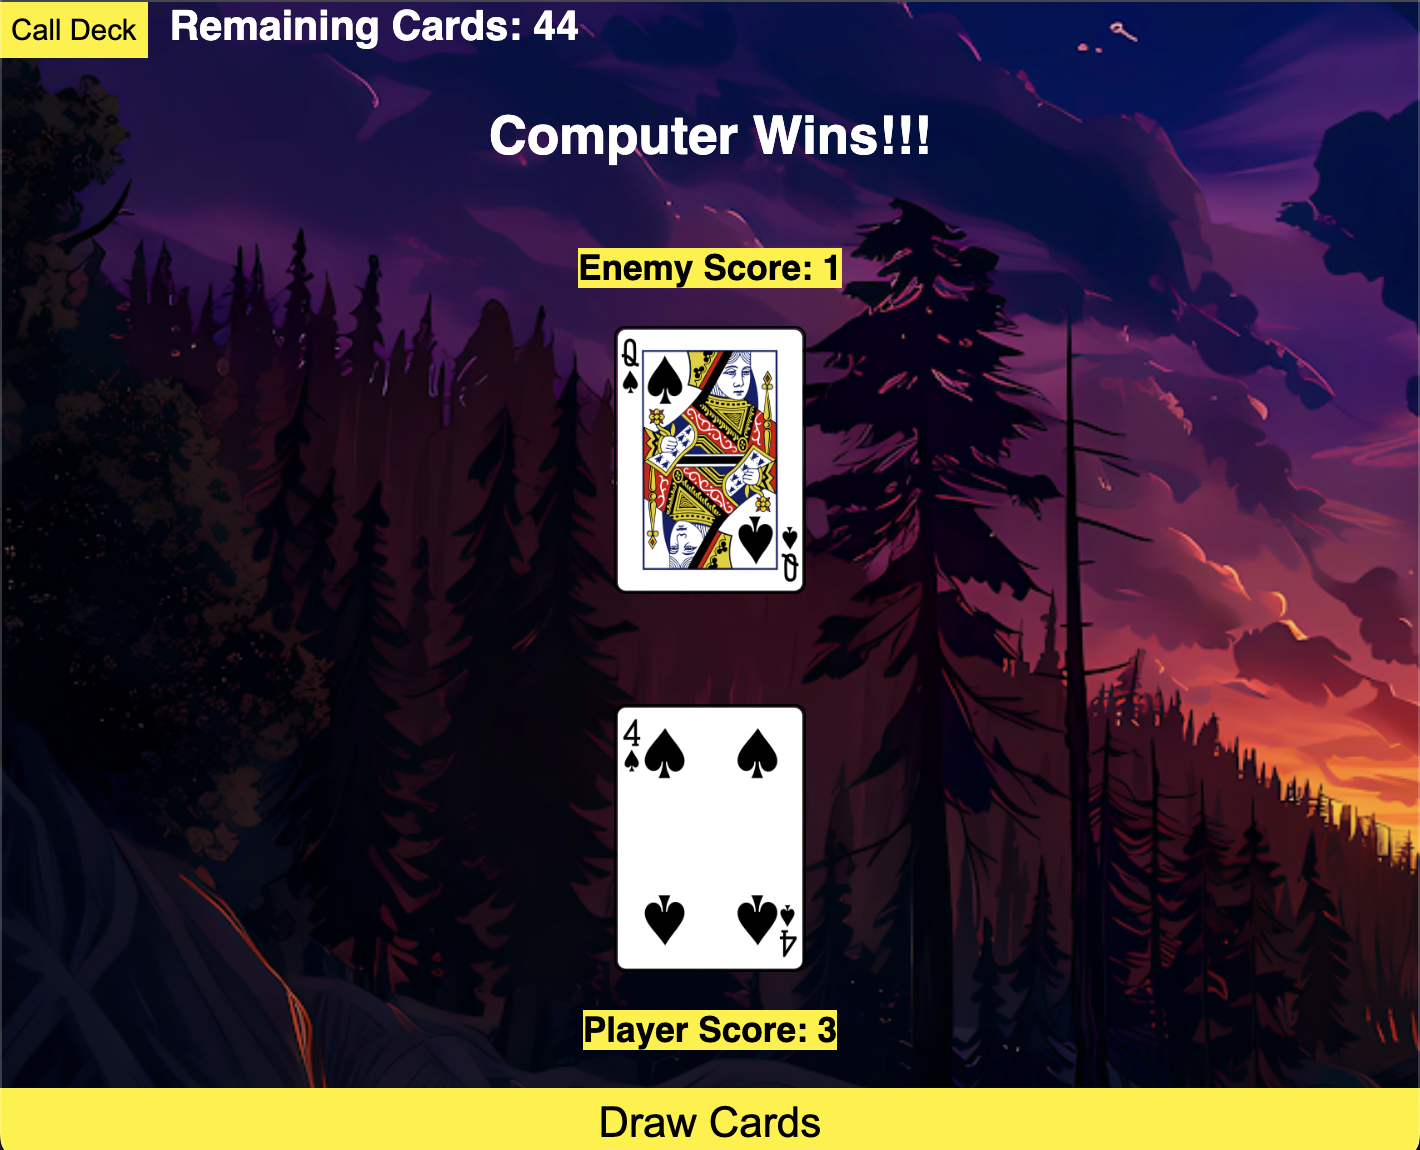 Call Deck
Remaining Cards: 44
Computer Wins!!!
Enemy Score: 1
Q
Q
4
4
Player Score: 3
Draw Cards